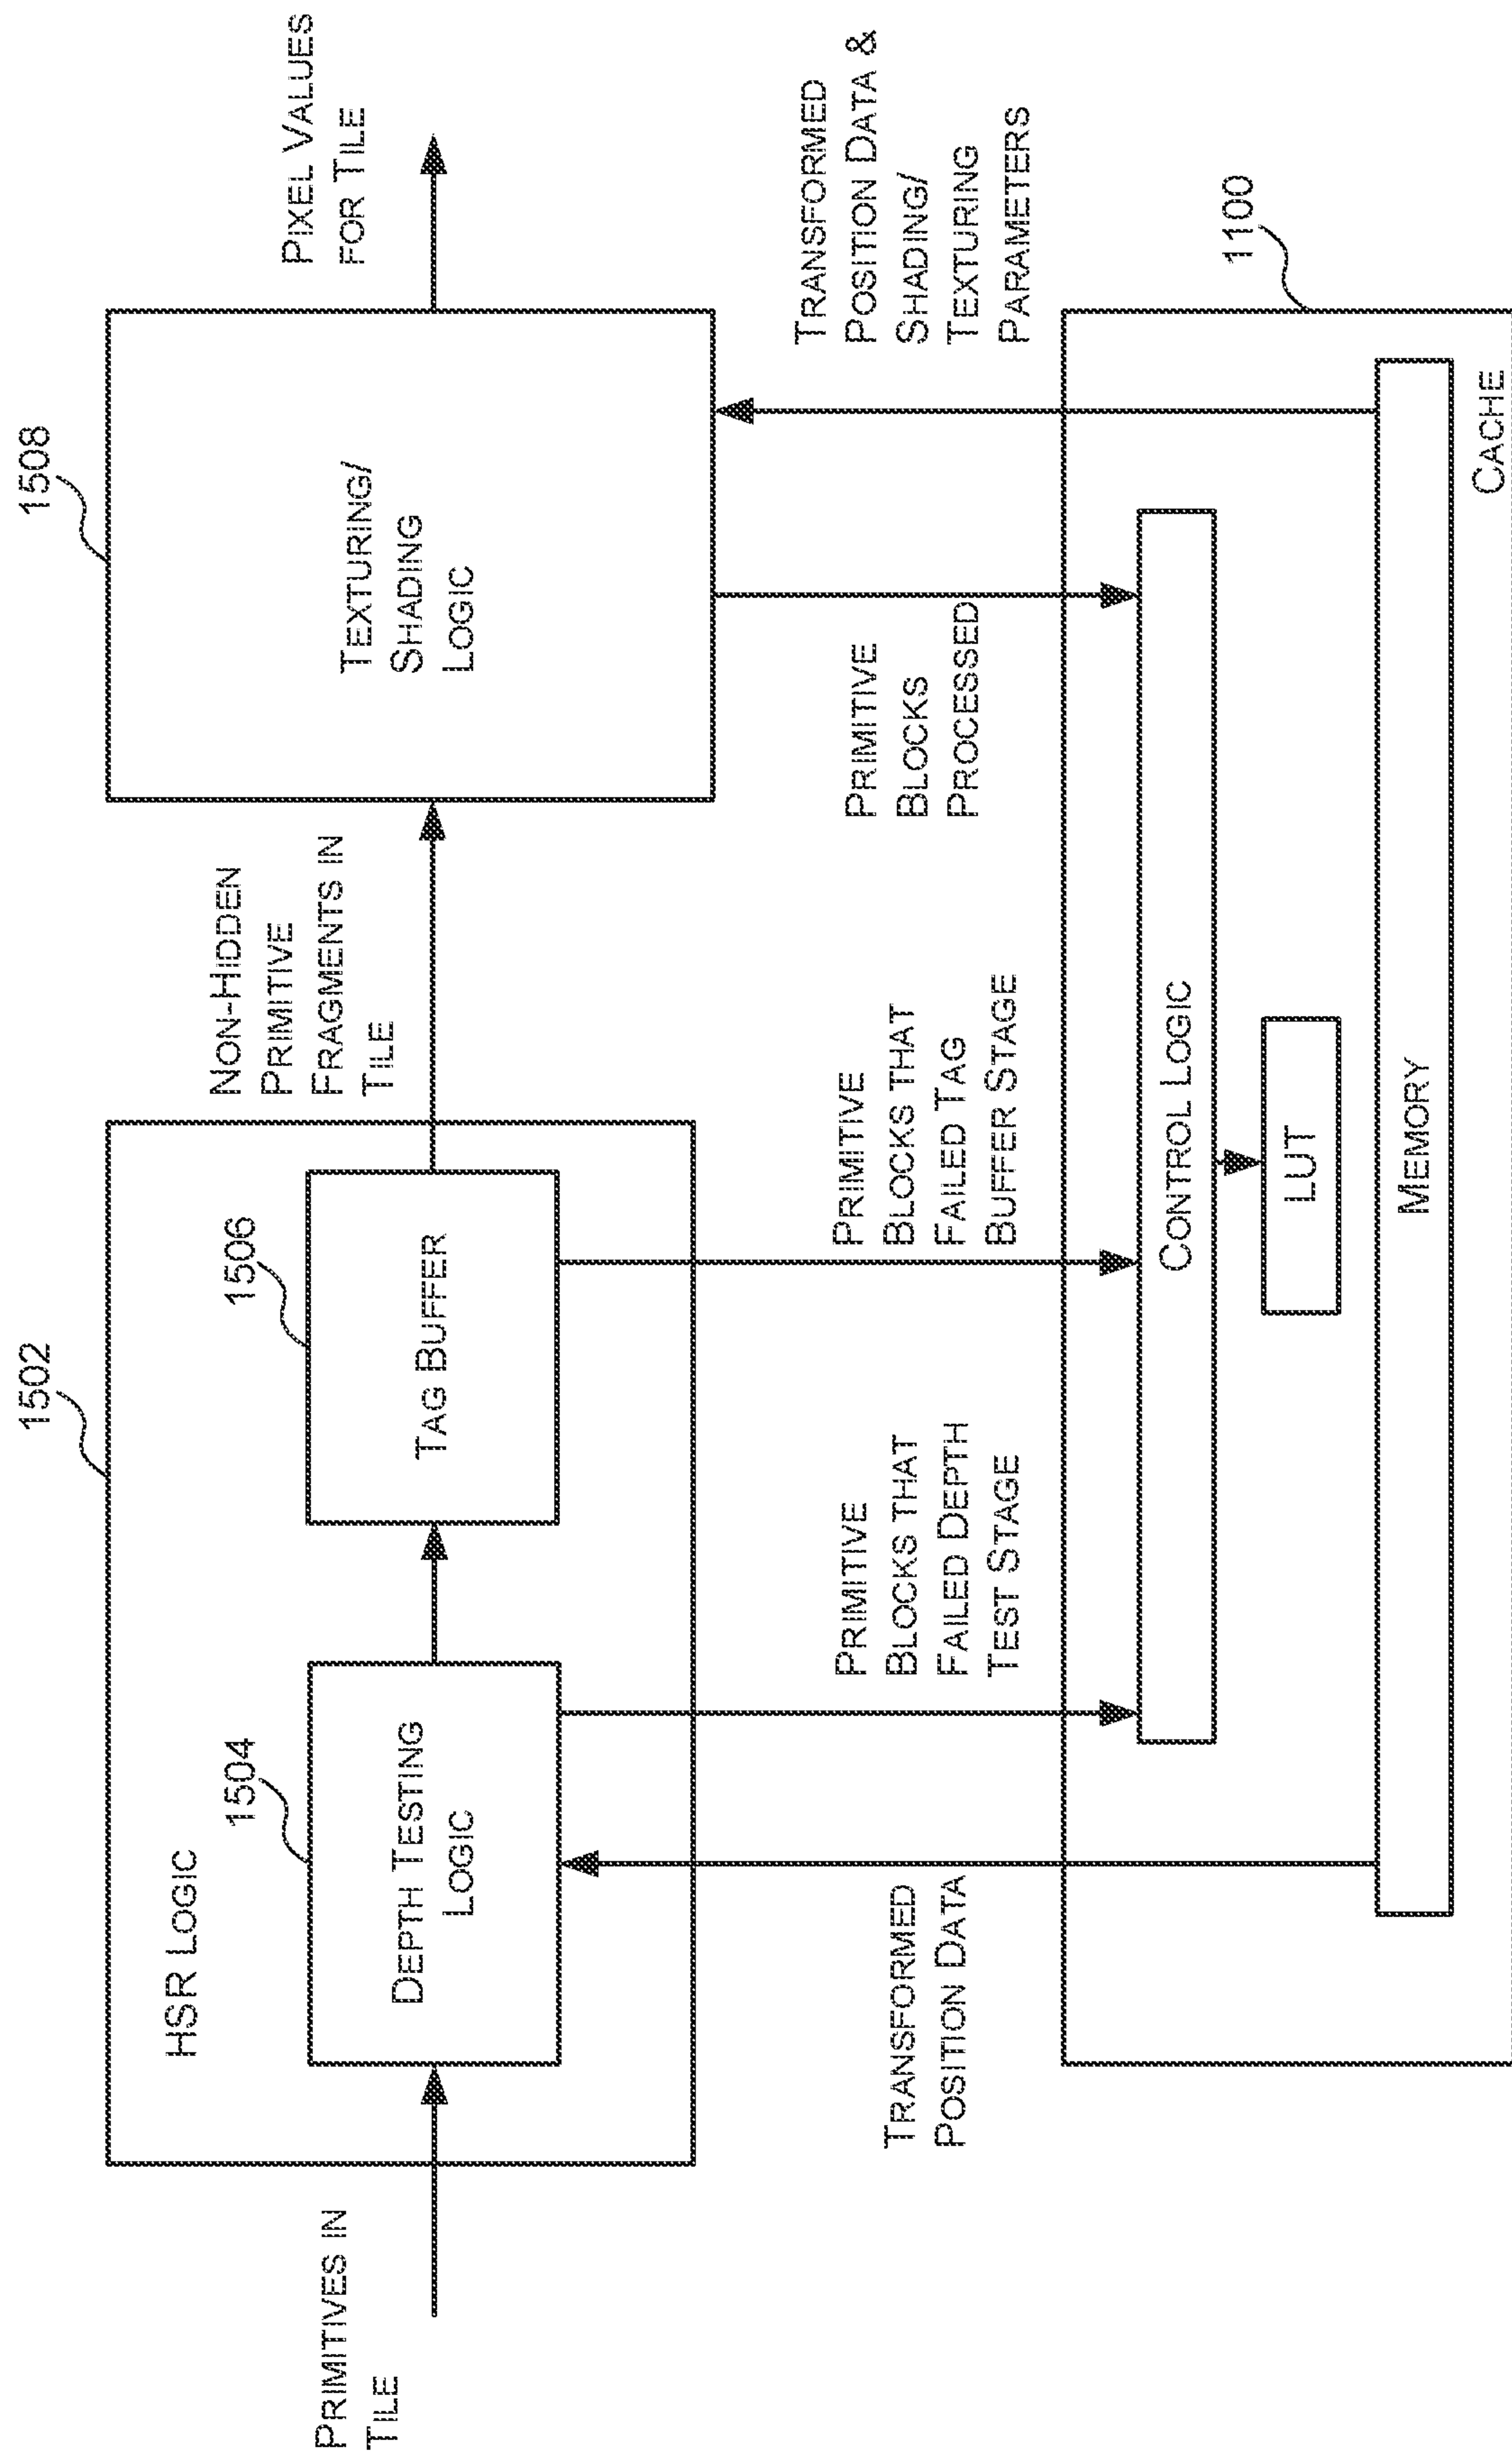 1502
1508
HSR LOGIC
1504
1506
PRIMITIVES IN
TILE
DEPTH TESTING
LOGIC
TAG BUFFER
NON-HIDDEN
PRIMITIVE
FRAGMENTS IN
TILE
TEXTURING/
SHADING
LOGIC
PIXEL VALUES
FOR TILE
TRANSFORMED
POSITION DATA
PRIMITIVE
BLOCKS THAT
FAILED DEPTH
TEST STAGE
PRIMITIVE
BLOCKS THAT
FAILED TAG
BUFFER STAGE
PRIMITIVE
BLOCKS
PROCESSED
TRANSFORMED
POSITION DATA &
SHADING/
TEXTURING
PARAMETERS
1100
CONTROL LOGIC
LUT
MEMORY
CACHE